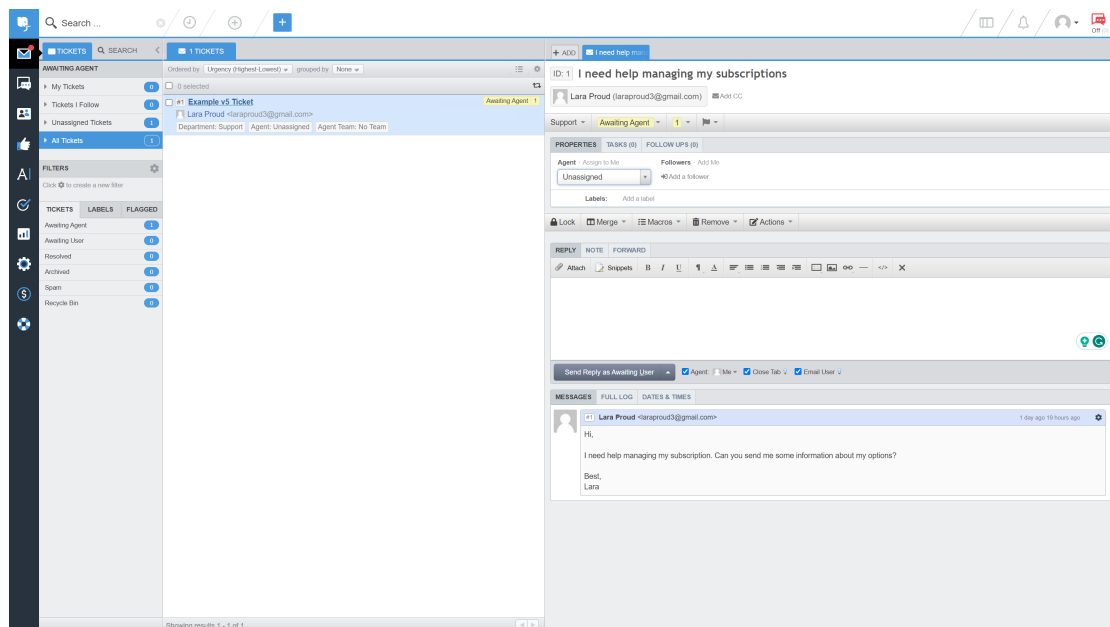 Search ...
Off (0)
TICKETS
SEARCH
1 TICKETS
+ ADD
I need help man
AWAITING AGENT
My Tickets 0
Tickets I Follow 0
Unassigned Tickets 1
All Tickets 1
FILTERS
Click to create a new filter
TICKETS LABELS FLAGGED
Awaiting Agent 1
Awaiting User 0
Resolved 0
Archived 0
Spam 0
Recycle Bin 0
Ordered by Urgency (Highest-Lowest) grouped by None
0 selected
#1 Example v5 Ticket Awaiting Agent 1
Lara Proud <laraproud3@gmail.com>
Department: Support Agent: Unassigned Agent Team: No Team
Showing results 1 - 1 of 1
ID: 1 I need help managing my subscriptions
Lara Proud (laraproud3@gmail.com) Add CC
Support Awaiting Agent 1
PROPERTIES TASKS (0) FOLLOW UPS (0)
Agent - Assign to Me Followers - Add Me
Unassigned Add a follower
Labels: Add a label
Lock Merge Macros Remove Actions
REPLY NOTE FORWARD
Attach Snippets B I U ¶ A </> X
Send Reply as Awaiting User Agent: Me Close Tab Email User
MESSAGES FULL LOG DATES & TIMES
#1 Lara Proud <laraproud3@gmail.com> 1 day ago 19 hours ago
Hi,
I need help managing my subscription. Can you send me some information about my options?
Best,
Lara